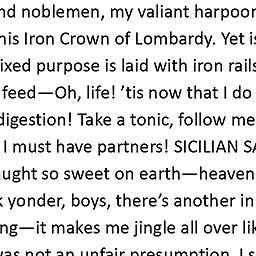 nd noblemen, my valiant harpoon
his Iron Crown of Lombardy. Yet is
ixed purpose is laid with iron rails
feed—Oh, life! ’tis now that I do
digestion! Take a tonic, follow me
I must have partners! SICILIAN SA
ught so sweet on earth—heaven
k yonder, boys, there’s another in
ng—it makes me jingle all over lik
was not an unfair presumption, I s